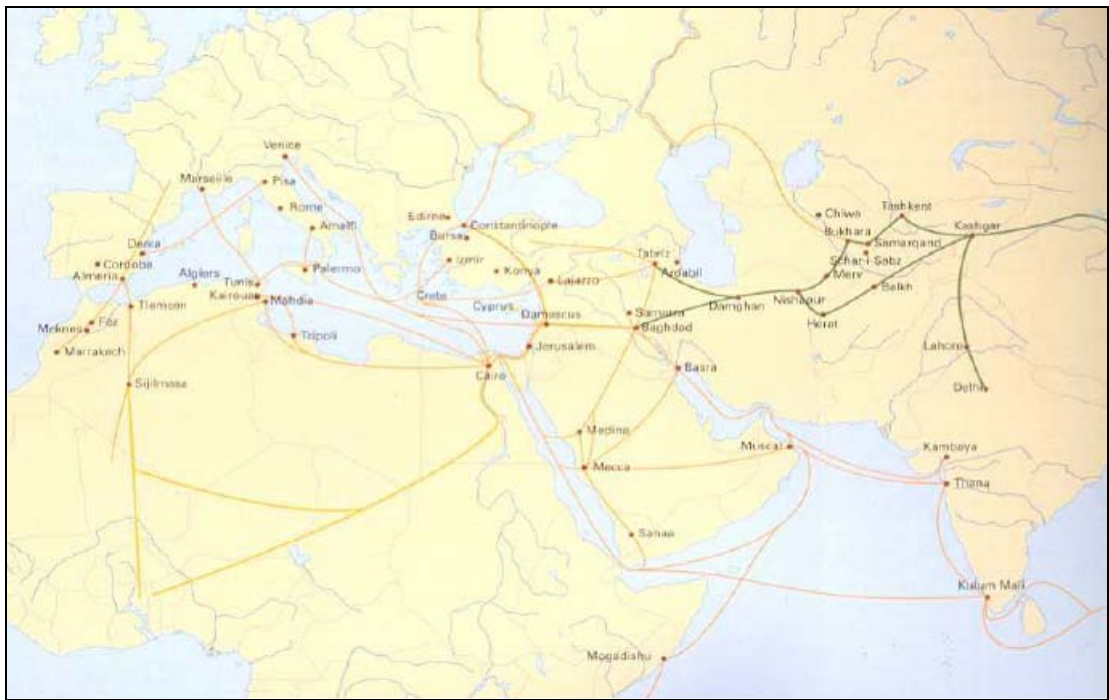 Venice
Marseille
Pisa
Rome
Amalfi
Edirne
Constantinople
Bursa
Denia
Cordoba
Almeria
Algiers
Tunis
Kairouan
Mahdia
Palermo
Izmir
Konya
Crete
Cyprus
Lajazzo
Tabriz
Ardabil
Chiwa
Tashkent
Bukhara
Samarqand
Schar-i-Sabz
Merv
Kashgar
Balkh
Nishapur
Herat
Damghan
Tlemcen
Fez
Meknes
Marrakech
Sijilmasa
Tripoli
Cairo
Damascus
Jerusalem
Samarra
Baghdad
Basra
Lahore
Delhi
Medina
Mecca
Muscat
Kambaya
Thana
Sanaa
Kulam Mali
Mogadishu